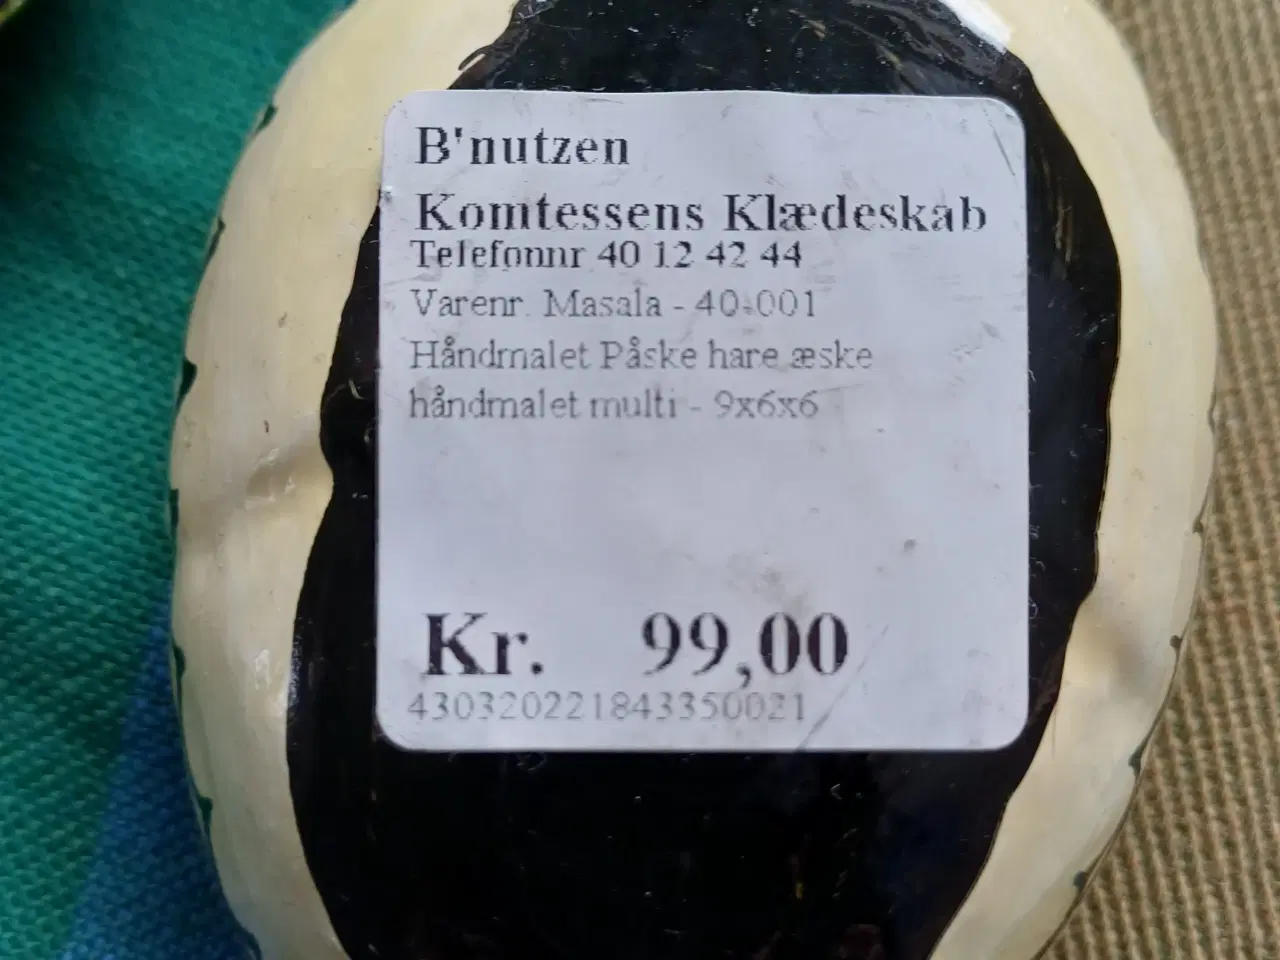 B'nutzen
Komtessens Klædeskab
Telefonnr 40 12 42 44
Varenr. Masala - 40-001
Håndmalet Påske hare æske
håndmalet multi - 9x6x6
Kr. 99,00
430320221843350021